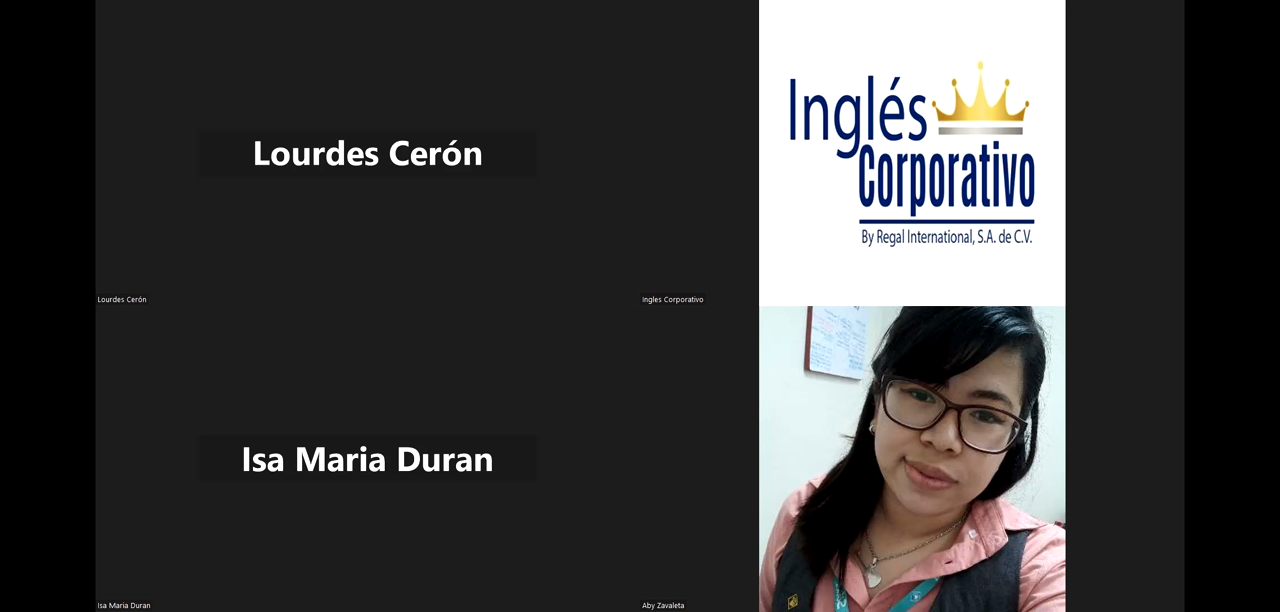 Lourdes Cerón
Lourdes Cerón
Inglés
Corporativo
By Regal International, S.A. de C.V.
Ingles Corporativo
Isa Maria Duran
Isa Maria Duran
Aby Zavaleta